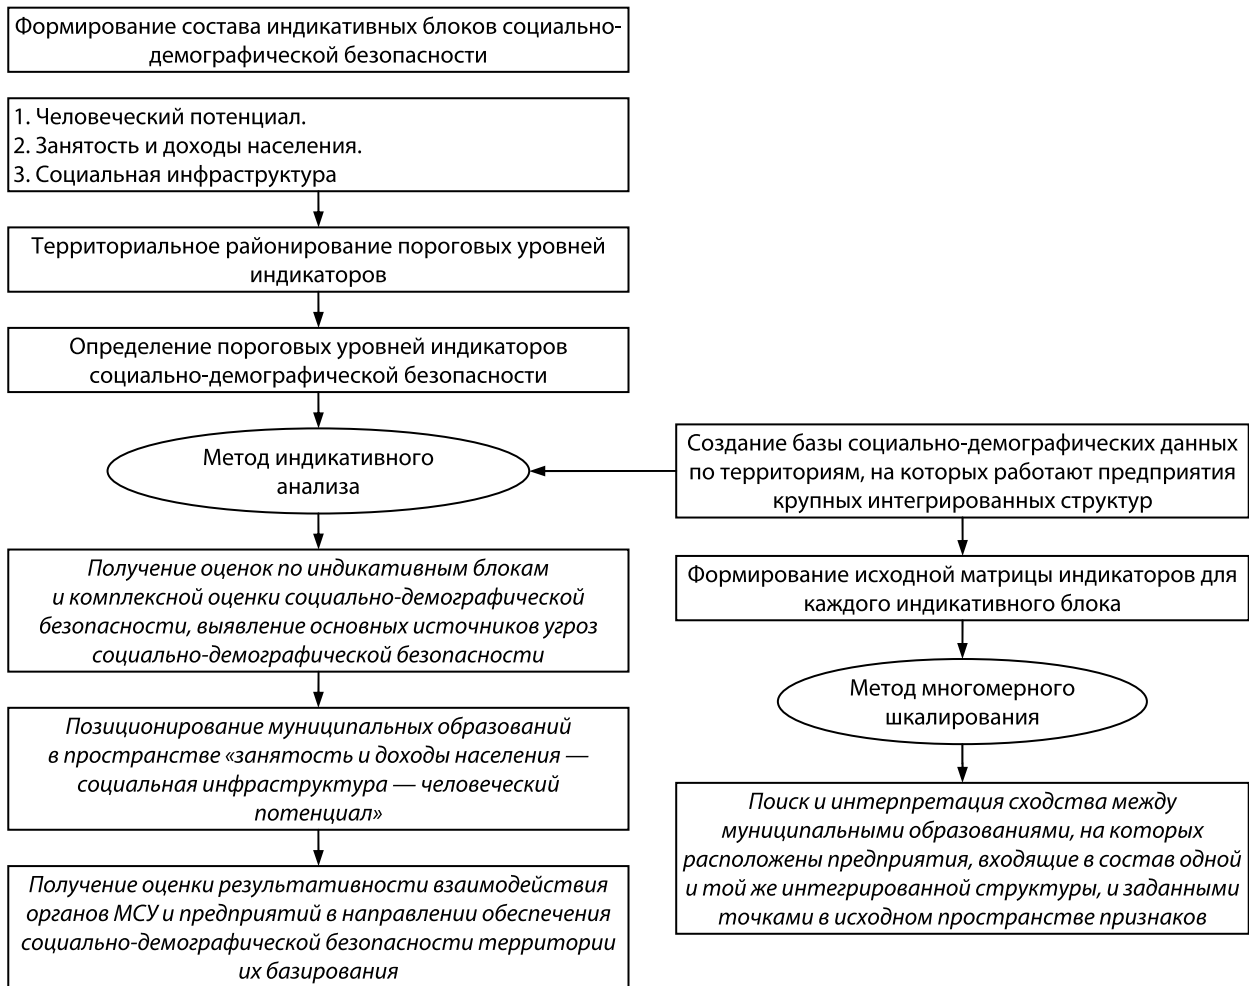 Формирование состава индикативных блоков социально-
демографической безопасности
1. Человеческий потенциал.
2. Занятость и доходы населения.
3. Социальная инфраструктура
Территориальное районирование пороговых уровней
индикаторов
Определение пороговых уровней индикаторов
социально-демографической безопасности
Метод индикативного
анализа
Получение оценок по индикативным блокам
и комплексной оценки социально-демографической
безопасности, выявление основных источников угроз
социально-демографической безопасности
Позиционирование муниципальных образований
в пространстве «занятость и доходы населения —
социальная инфраструктура — человеческий
потенциал»
Получение оценки результативности взаимодействия
органов МСУ и предприятий в направлении обеспечения
социально-демографической безопасности территории
их базирования
Создание базы социально-демографических данных
по территориям, на которых работают предприятия
крупных интегрированных структур
Формирование исходной матрицы индикаторов для
каждого индикативного блока
Метод многомерного
шкалирования
Поиск и интерпретация сходства между
муниципальными образованиями, на которых
расположены предприятия, входящие в состав одной
и той же интегрированной структуры, и заданными
точками в исходном пространстве признаков